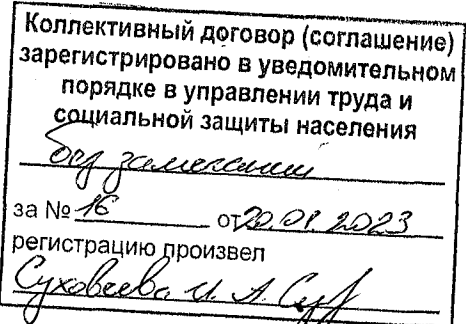 Коллективный договор (соглашение)
зарегистрировано в уведомительном
порядке в управлении труда и
социальной защиты населения
без замечаний
за № 16 от 20.01.2023
регистрацию произвел
Суховеева И. А.